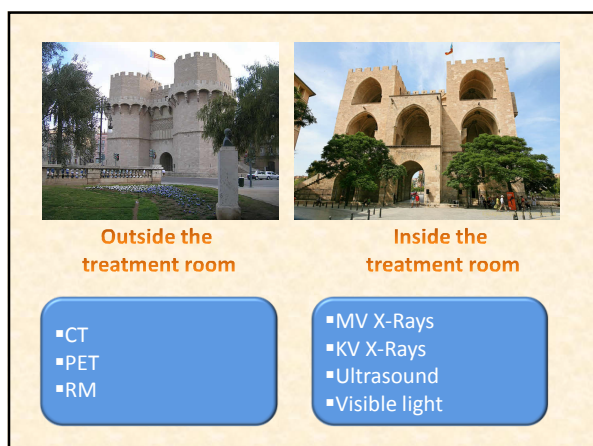 Outside the
treatment room
Inside the
treatment room
▪CT
▪PET
▪RM
▪MV X-Rays
▪KV X-Rays
▪Ultrasound
▪Visible light